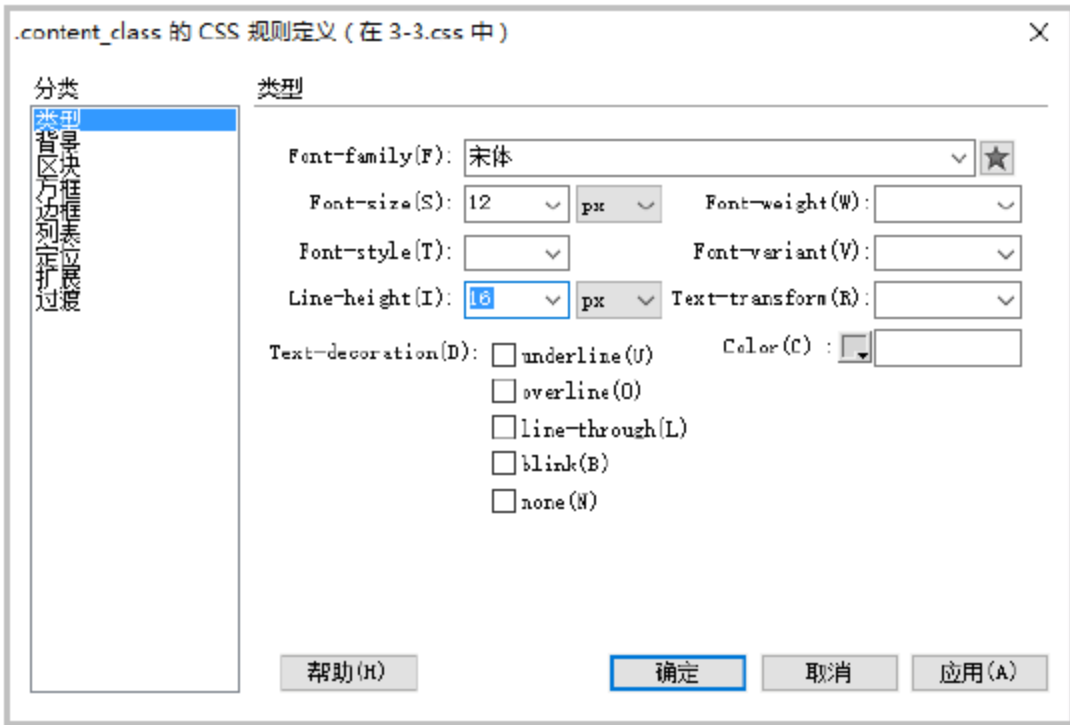 .content_class 的 CSS 规则定义 ( 在 3-3.css 中 )
分类
类型
背景
区块
方框
边框
列表
定位
扩展
过渡
类型
Font-family(F): 宋体
Font-size(S): 12 px Font-weight(W):
Font-style(T): Font-variant(V):
Line-height(I): 16 px Text-transform(R):
Text-decoration(D): underline(U) Color(C) :
overline(O)
line-through(L)
blink(B)
none(N)
帮助(H) 确定 取消 应用(A)